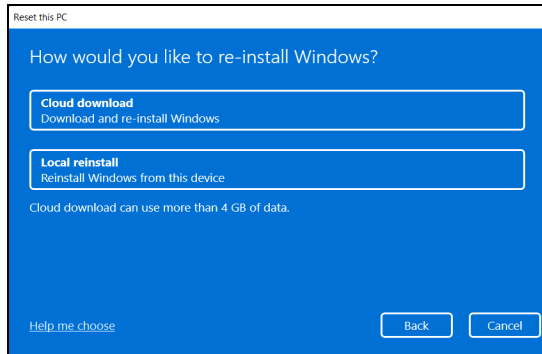 Reset this PC
How would you like to re-install Windows?
Cloud download
Download and re-install Windows
Local reinstall
Reinstall Windows from this device
Cloud download can use more than 4 GB of data.
Help me choose
Back
Cancel